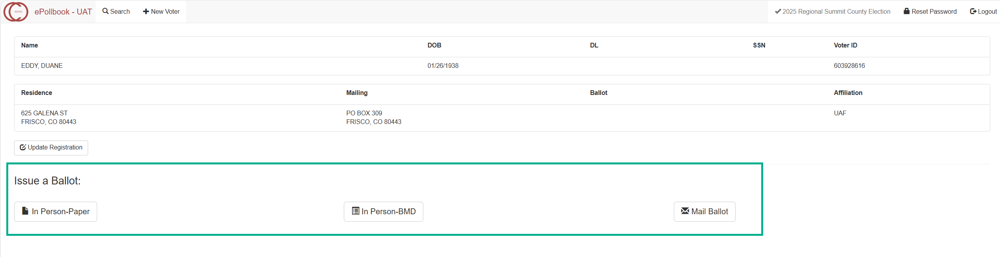 SCORE
ePollbook - UAT Search New Voter 2025 Regional Summit County Election Reset Password Logout
Name DOB DL SSN Voter ID
EDDY, DUANE 01/26/1938 603928616
Residence Mailing Ballot Affiliation
625 GALENA ST PO BOX 309 UAF
FRISCO, CO 80443 FRISCO, CO 80443
Update Registration
Issue a Ballot:
In Person-Paper In Person-BMD Mail Ballot